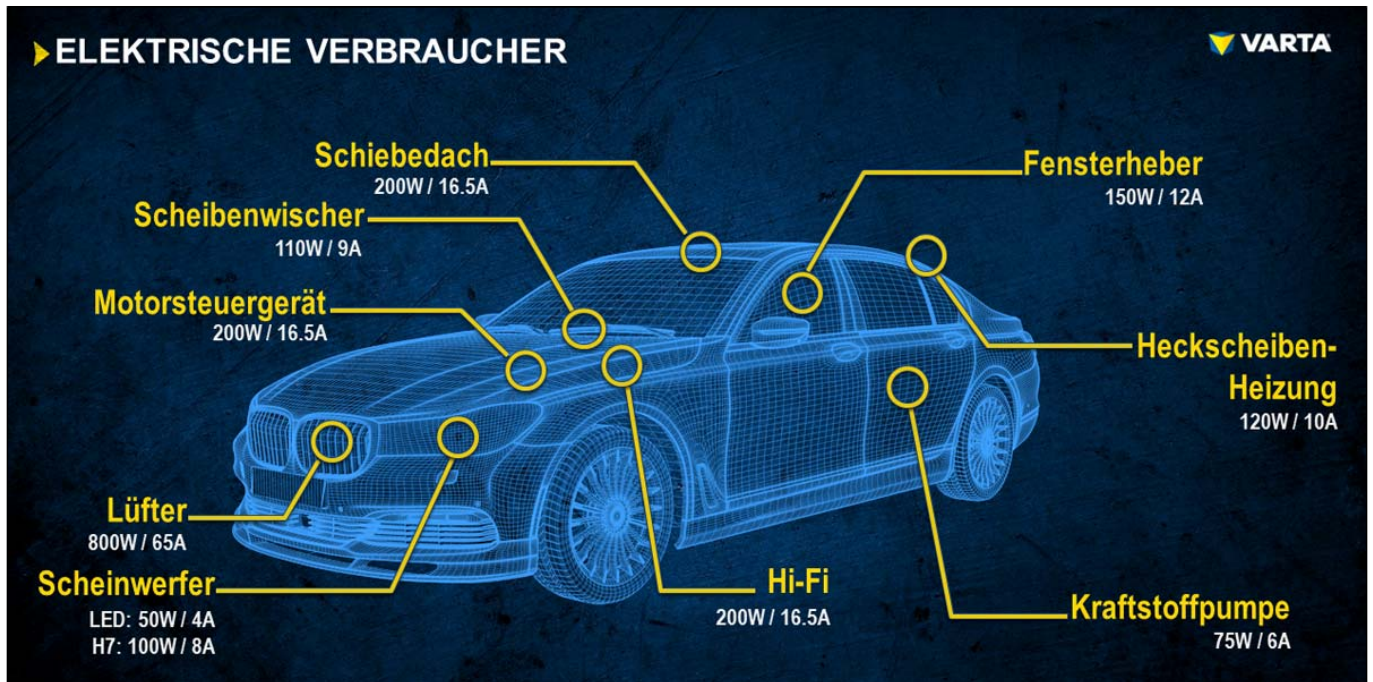 ELEKTRISCHE VERBRAUCHER
VARTA
Schiebedach
200W / 16.5A
Fensterheber
150W / 12A
Scheibenwischer
110W / 9A
Motorsteuergerät
200W / 16.5A
Heckscheiben-
Heizung
120W / 10A
Lüfter
800W / 65A
Scheinwerfer
LED: 50W / 4A
H7: 100W / 8A
Hi-Fi
200W / 16.5A
Kraftstoffpumpe
75W / 6A